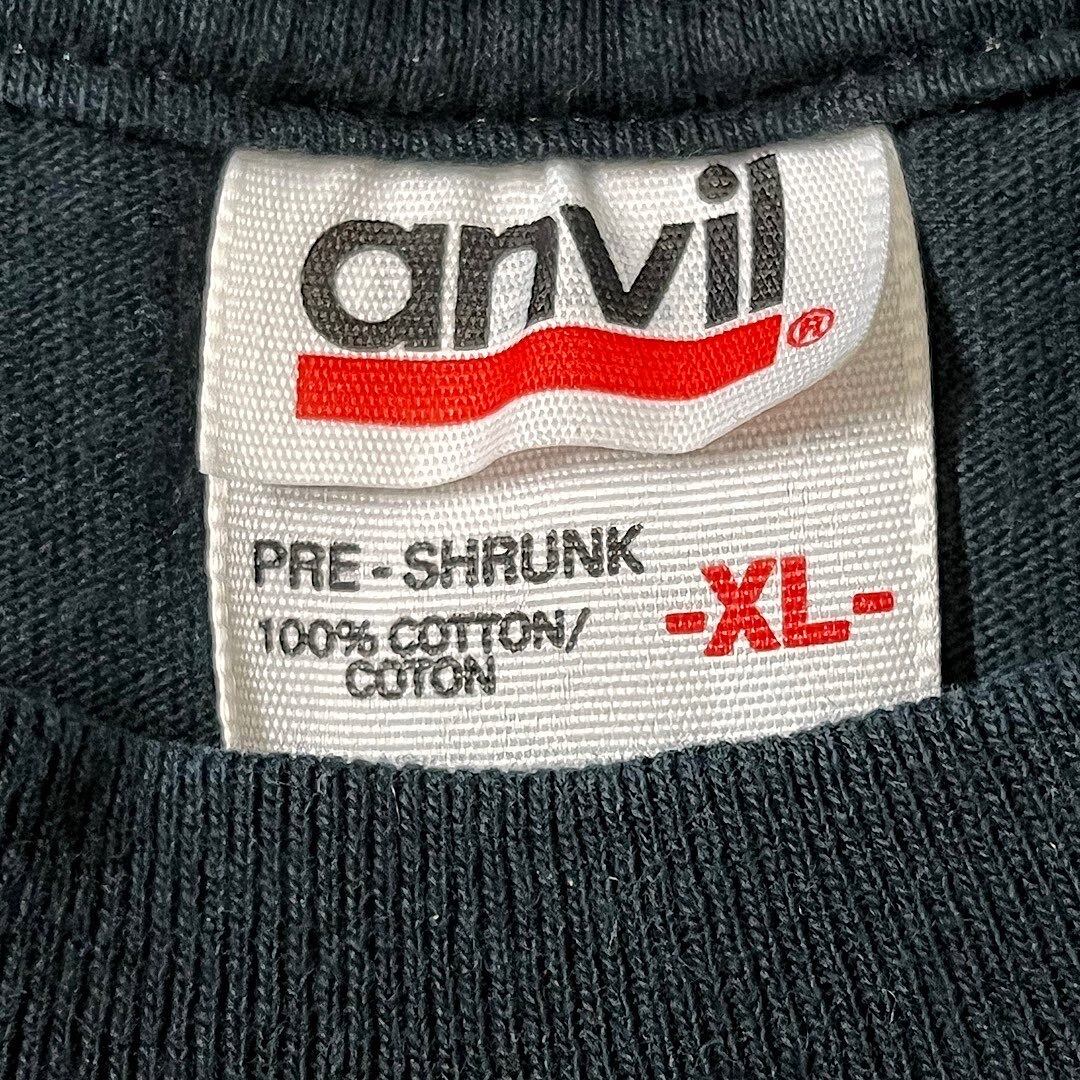 anvil®
PRE-SHRUNK
100% COTTON/
COTON
-XL-